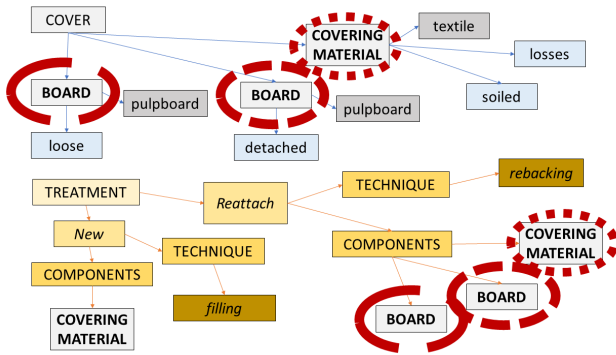 COVER
COVERING
MATERIAL
textile
losses
BOARD
pulpboard
BOARD
pulpboard
soiled
loose
detached
TREATMENT
Reattach
TECHNIQUE
rebacking
New
TECHNIQUE
COMPONENTS
COVERING
MATERIAL
COMPONENTS
filling
BOARD
BOARD
COVERING
MATERIAL